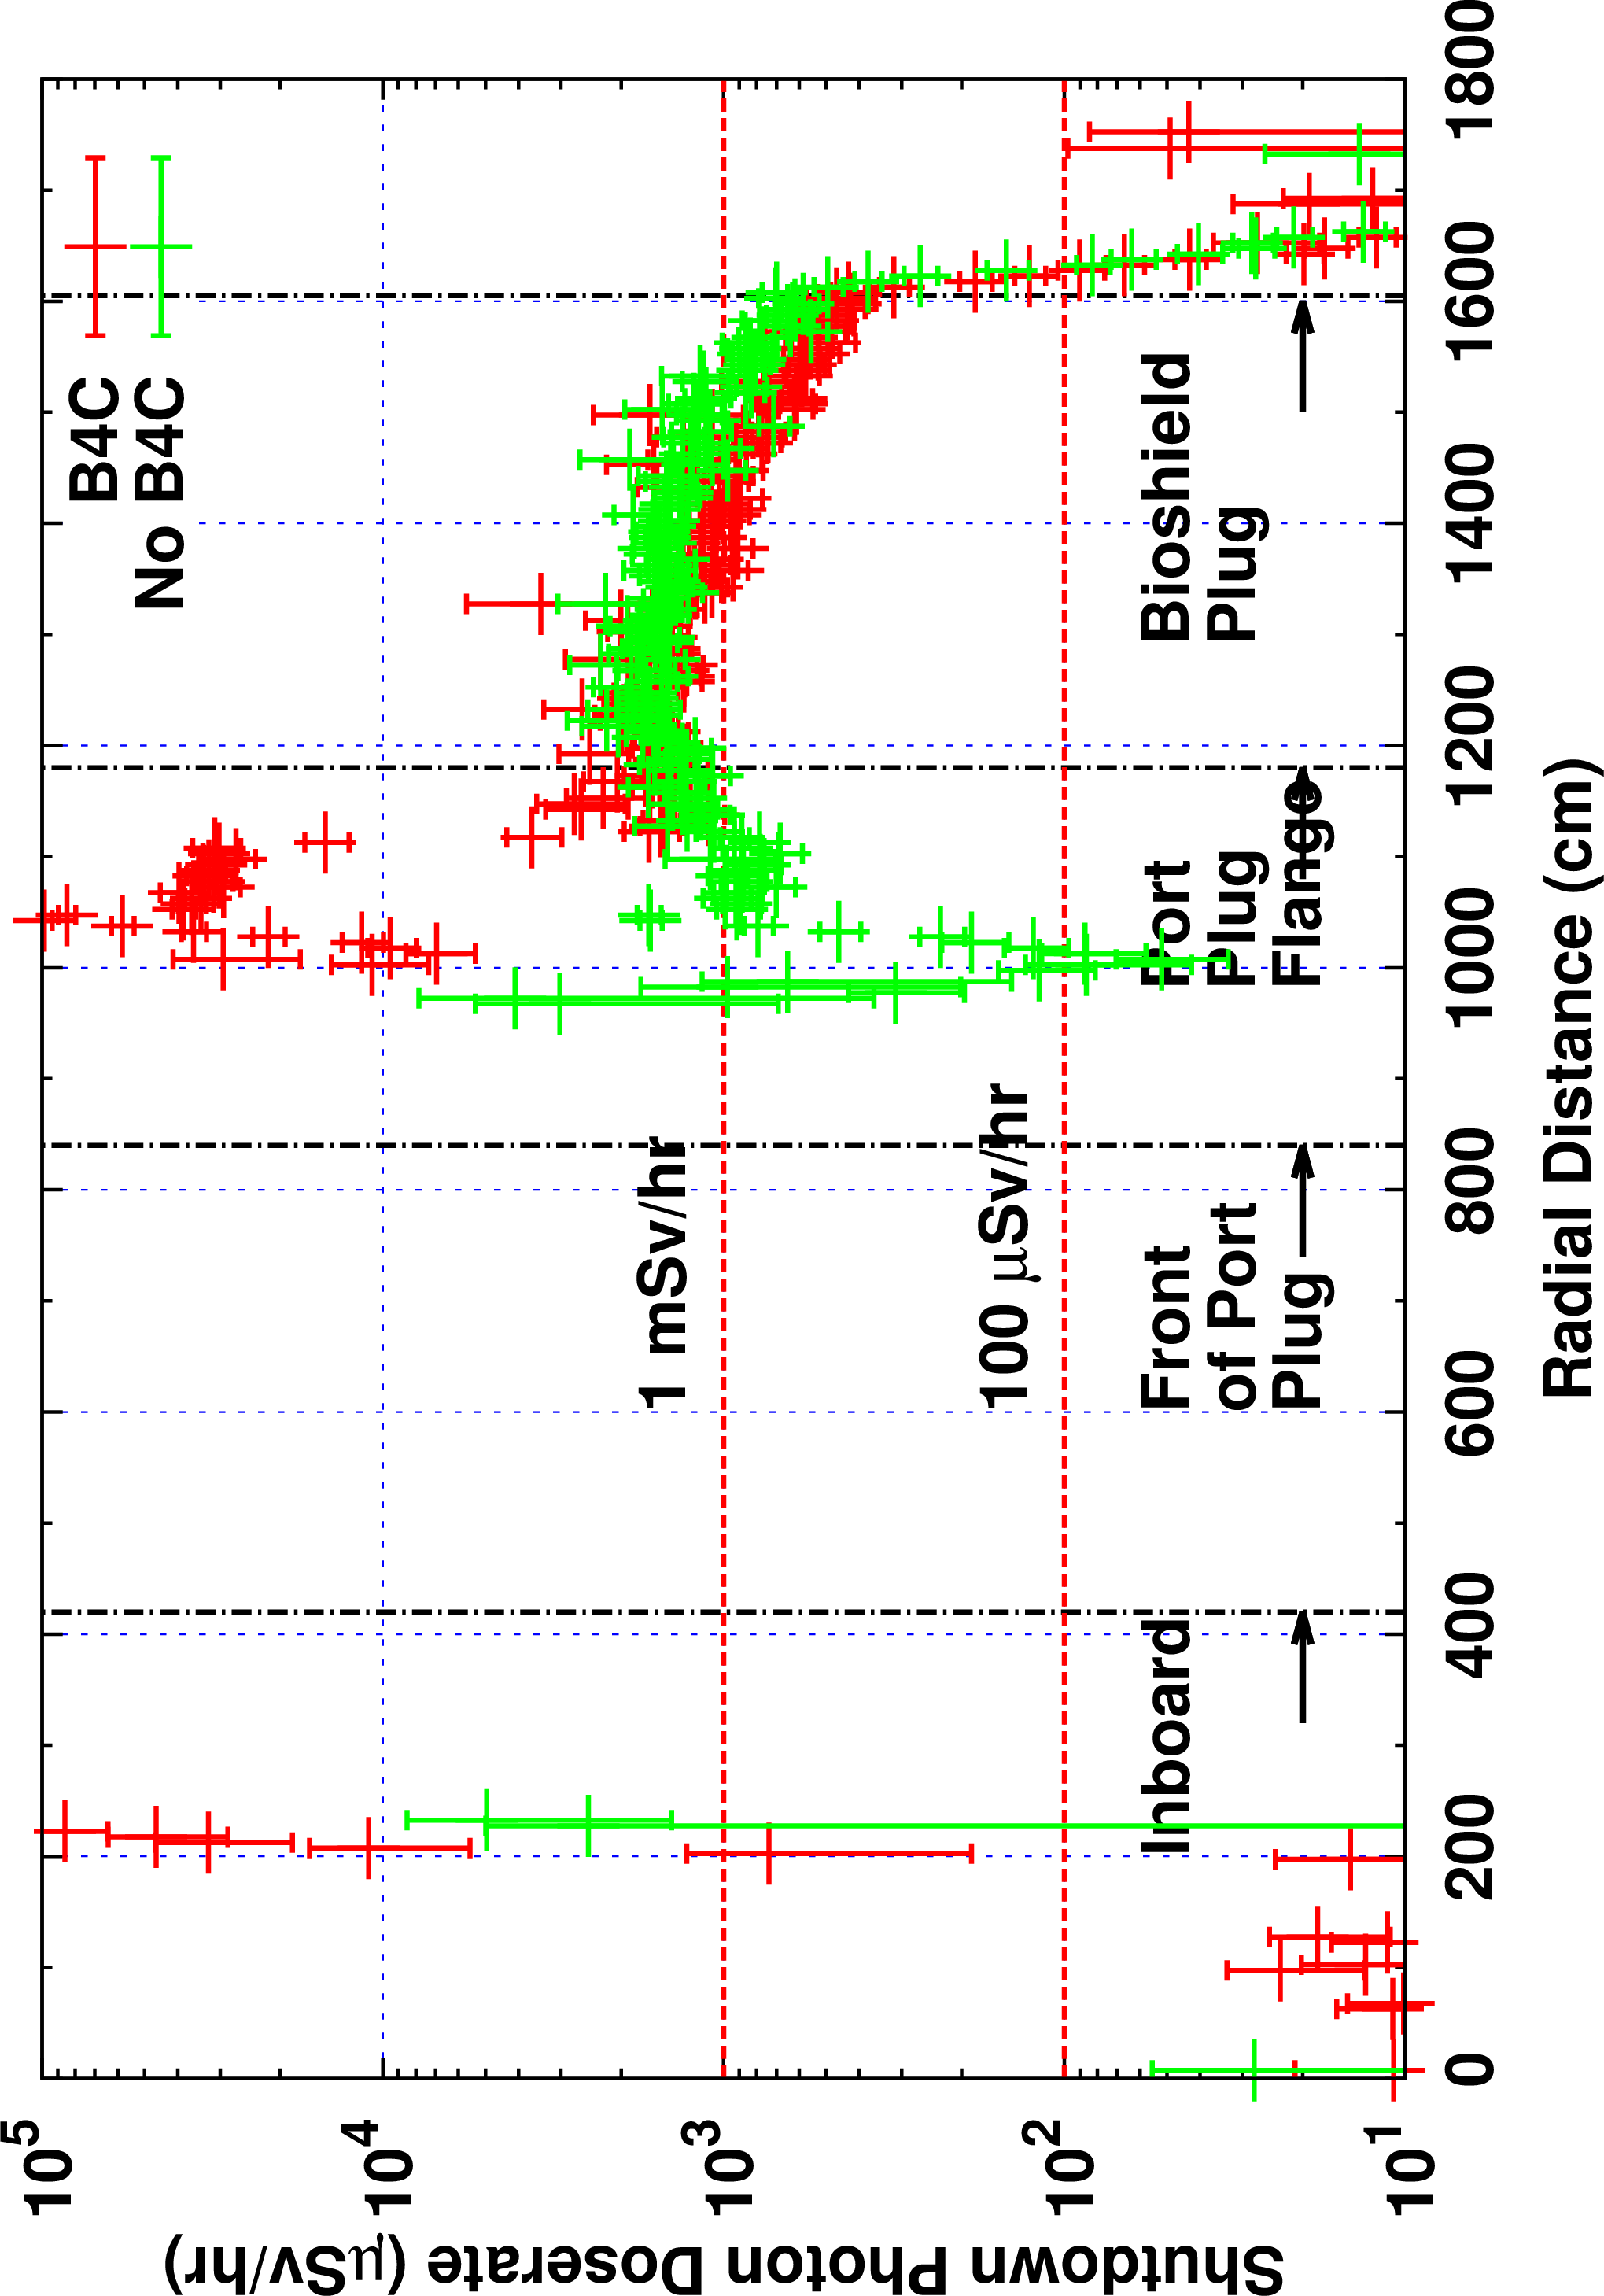 B4C
No B4C
1 mSv/hr
100 μSv/hr
Inboard
Front
of Port
Plug
Port
Plug
Flange
Bioshield
Plug
10^5
10^4
10^3
10^2
10^1
0
200
400
600
800
1000
1200
1400
1600
1800
Shutdown Photon Doserate (μSv/hr)
Radial Distance (cm)